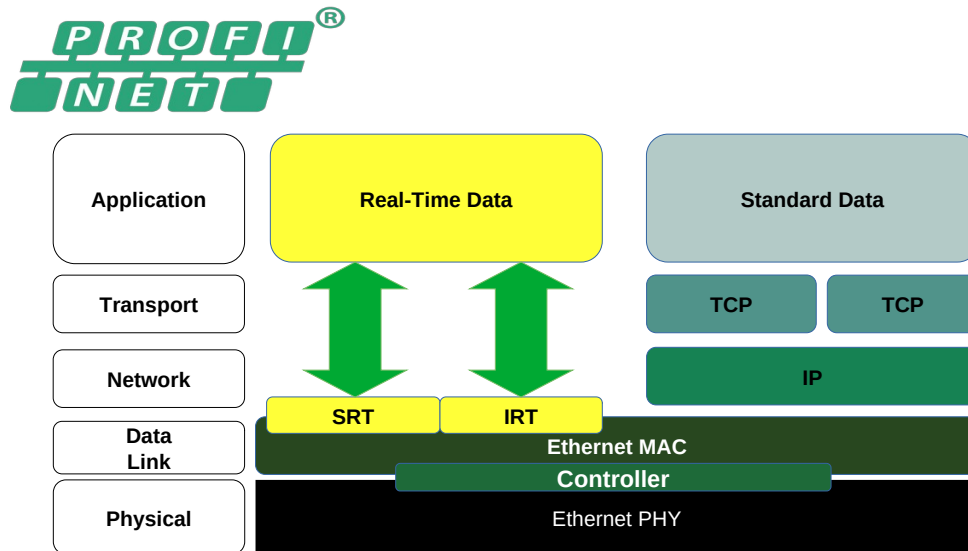 PROFI®
NET
Application
Real-Time Data
Standard Data
Transport
TCP
TCP
Network
IP
SRT
IRT
Data
Link
Ethernet MAC
Controller
Physical
Ethernet PHY